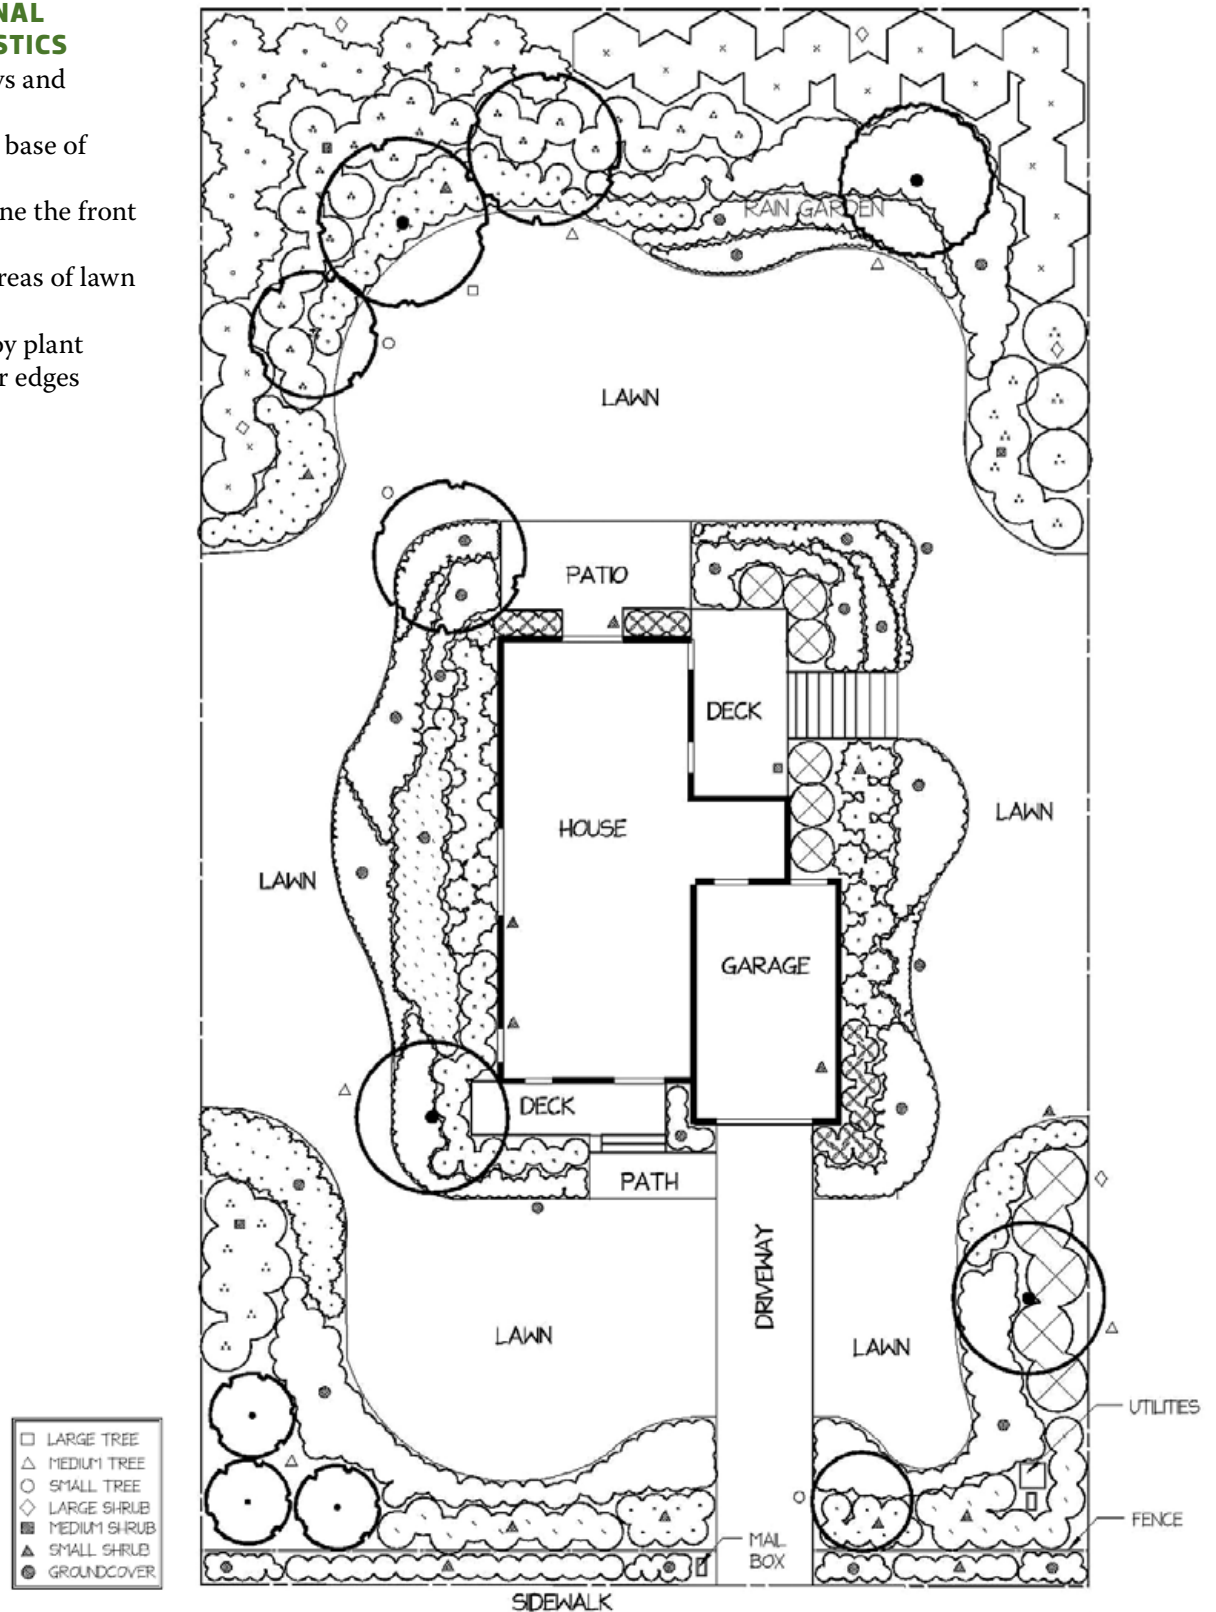 NAL
STICS
ws and
base of
ne the front
reas of lawn
by plant
r edges
RAIN GARDEN
LAWN
PATIO
DECK
HOUSE
LAWN
LAWN
GARAGE
DECK
PATH
DRIVEWAY
LAWN
LAWN
UTILITIES
LARGE TREE
MEDIUM TREE
SMALL TREE
LARGE SHRUB
MEDIUM SHRUB
SMALL SHRUB
GROUNDCOVER
FENCE
MAIL
BOX
SIDEWALK